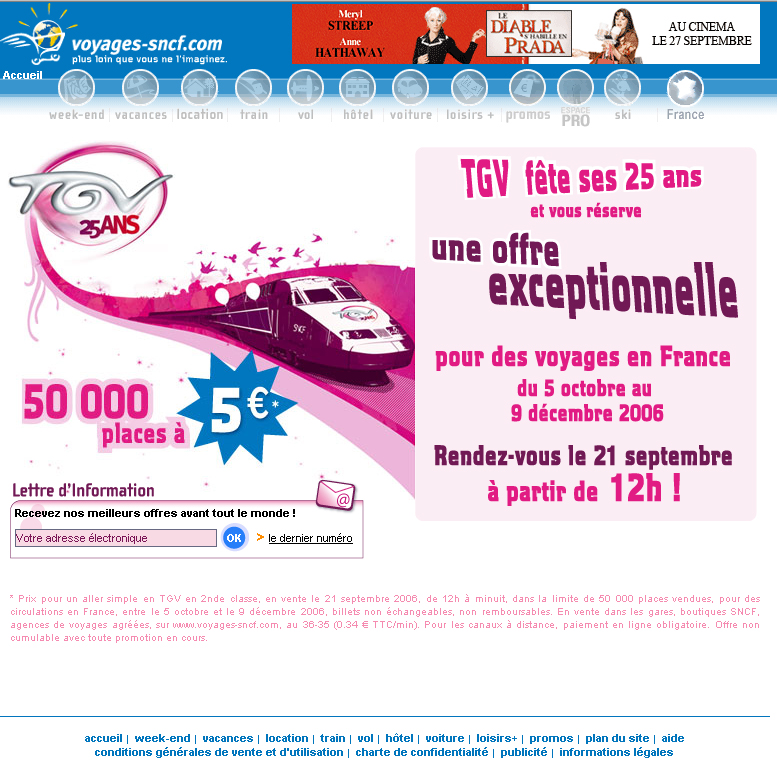 voyages-sncf.com
plus loin que vous ne l'imaginez.
Meryl
STREEP
Anne
HATHAWAY
LE DIABLE
S'HABILLE EN
PRADA
AU CINEMA
LE 27 SEPTEMBRE
Accueil
week-end
vacances
location
train
vol
hôtel
voiture
loisirs +
promos
ESPACE
PRO
ski
France
TGV
25 ANS
TGV fête ses 25 ans
et vous réserve
une offre
exceptionnelle
pour des voyages en France
du 5 octobre au
9 décembre 2006
Rendez-vous le 21 septembre
à partir de 12h !
SNCF
TGV
50 000
places à
5€*
Lettre d'Information
Recevez nos meilleurs offres avant tout le monde !
Votre adresse électronique
OK
> le dernier numéro
* Prix pour un aller simple en TGV en 2nde classe, en vente le 21 septembre 2006, de 12h à minuit, dans la limite de 50 000 places vendues, pour des
circulations en France, entre le 5 octobre et le 9 décembre 2006, billets non échangeables, non remboursables. En vente dans les gares, boutiques SNCF,
agences de voyages agréées, sur www.voyages-sncf.com, au 36-35 (0.34 € TTC/min). Pour les canaux à distance, paiement en ligne obligatoire. Offre non
cumulable avec toute promotion en cours.
accueil | week-end | vacances | location | train | vol | hôtel | voiture | loisirs+ | promos | plan du site | aide
conditions générales de vente et d'utilisation | charte de confidentialité | publicité | informations légales